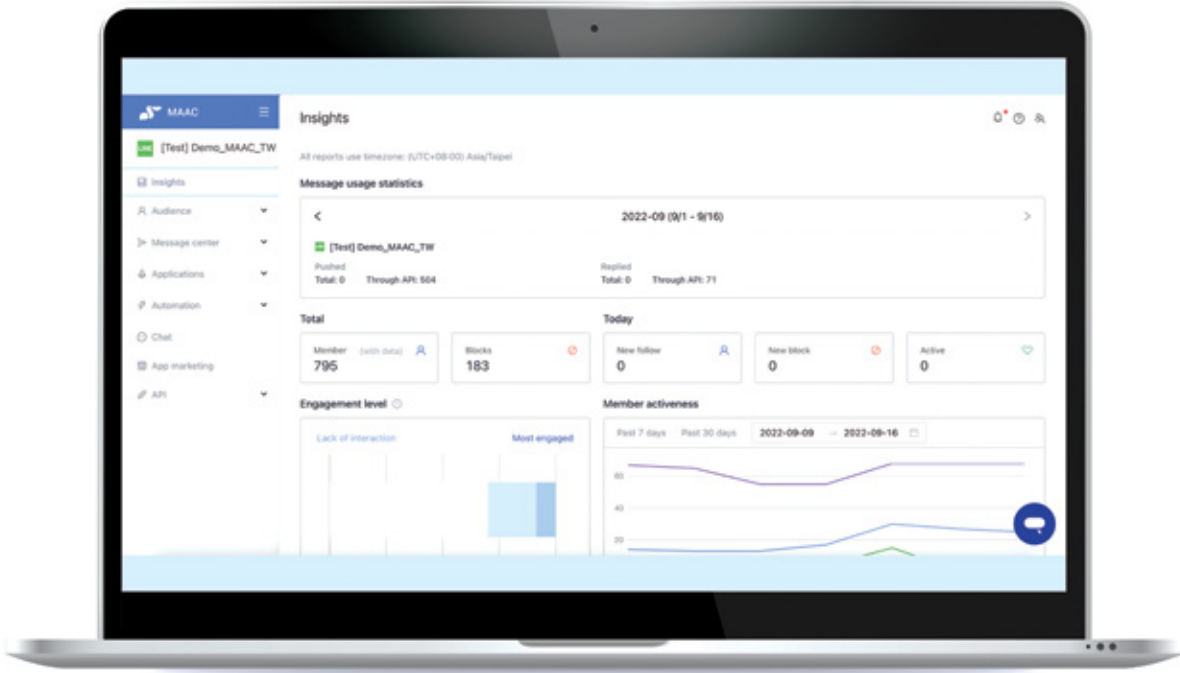 MAAC
LINE [Test] Demo_MAAC_TW
Insights
Audience
Message center
Applications
Automation
Chat
App marketing
API
Insights
All reports use timezone: (UTC+08:00) Asia/Taipei
Message usage statistics
2022-09 (9/1 - 9/16)
[Test] Demo_MAAC_TW
Pushed
Total: 0 Through API: 504
Replied
Total: 0 Through API: 71
Total
Member (with data)
795
Blocks
183
Today
New follow
0
New block
0
Active
0
Engagement level
Lack of interaction Most engaged
Member activeness
Past 7 days Past 30 days 2022-09-09 → 2022-09-16
60
40
20